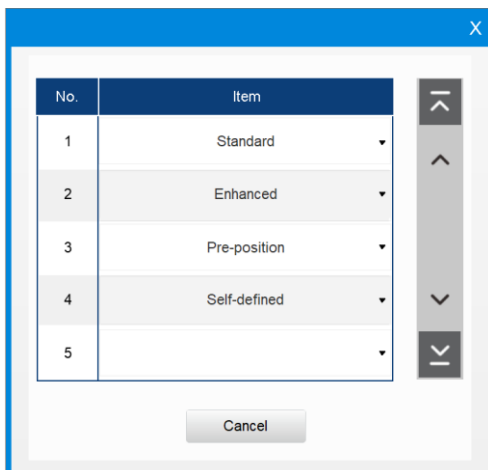 X
No. Item
1 Standard
2 Enhanced
3 Pre-position
4 Self-defined
5
Cancel